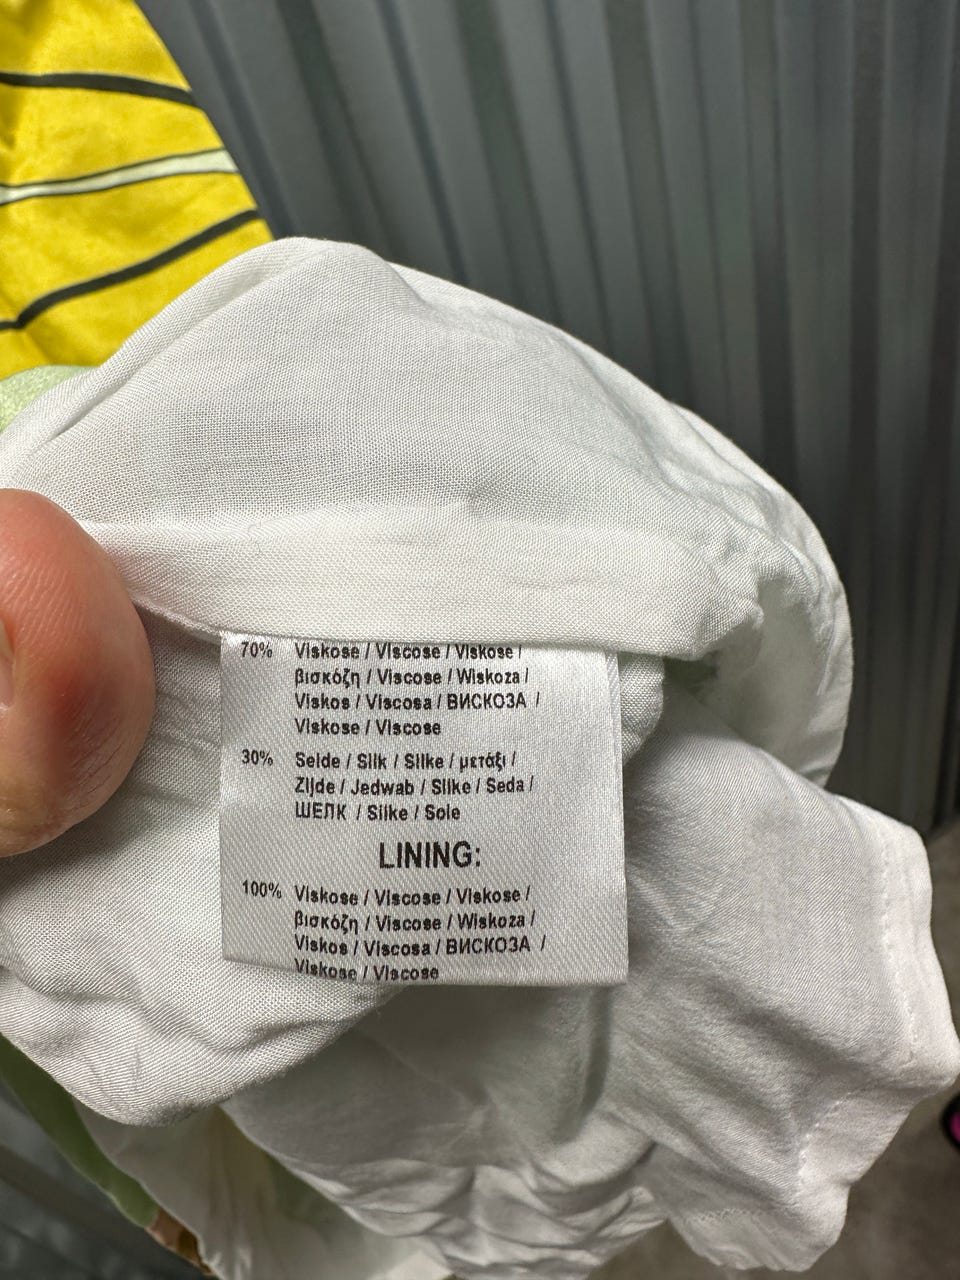 70% Viskose / Viscose / Viskose /
βισκόζη / Viscose / Wiskoza /
Viskos / Viscosa / ВИСКОЗА /
Viskose / Viscose
30% Seide / Silk / Silke / μετάξι /
Zijde / Jedwab / Silke / Seda /
ШЕЛК / Silke / Sole
LINING:
100% Viskose / Viscose / Viskose /
βισκόζη / Viscose / Wiskoza /
Viskos / Viscosa / ВИСКОЗА /
Viskose / Viscose